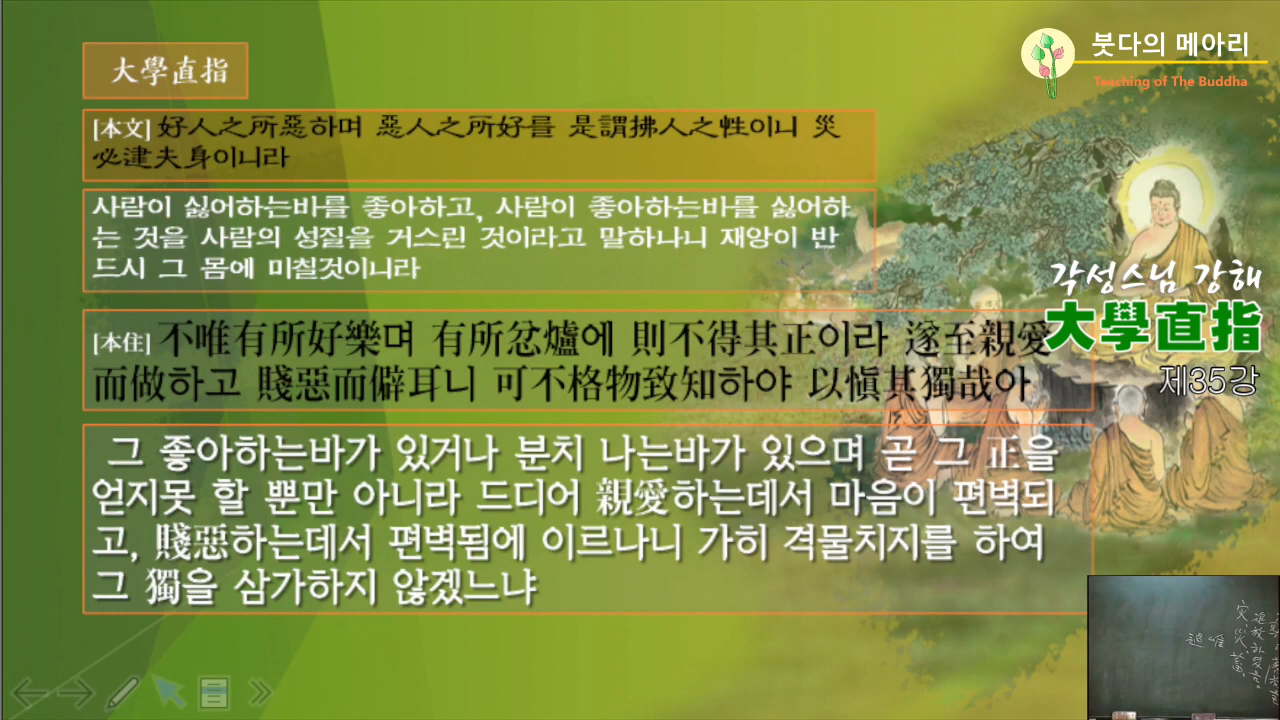 大學直指
붓다의 메아리
Teaching of The Buddha
[本文] 好人之所惡하며 惡人之所好를 是謂拂人之性이니 災
必逮夫身이니라
사람이 싫어하는바를 좋아하고, 사람이 좋아하는바를 싫어하
는 것을 사람의 성질을 거스린 것이라고 말하나니 재앙이 반
드시 그 몸에 미칠것이니라
각성스님 강해
大學直指
제35강
[本住] 不唯有所好樂며 有所忿爐에 則不得其正이라 遂至親愛
而僻하고 賤惡而僻耳니 可不格物致知하야 以愼其獨哉아
그 좋아하는바가 있거나 분치 나는바가 있으며 곧 그 正을
얻지못 할 뿐만 아니라 드디어 親愛하는데서 마음이 편벽되
고, 賤惡하는데서 편벽됨에 이르나니 가히 격물치지를 하여
그 獨을 삼가하지 않겠느냐